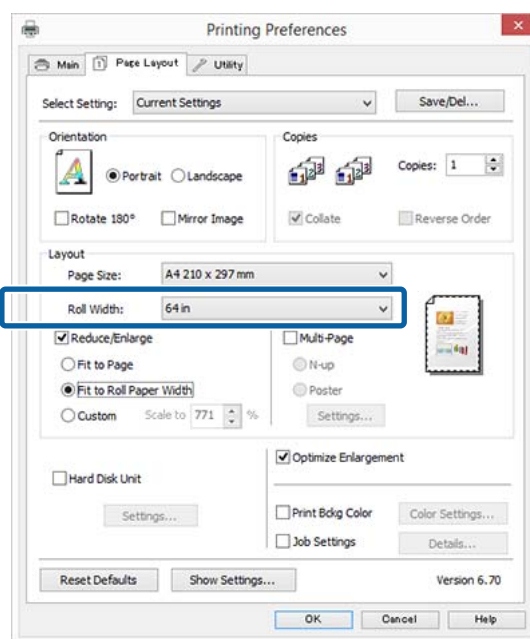 Printing Preferences
Main Page Layout Utility
Select Setting: Current Settings Save/Del...
Orientation Copies
Portrait Landscape Copies: 1
Rotate 180° Mirror Image Collate Reverse Order
Layout
Page Size: A4 210 x 297 mm
Roll Width: 64 in
Reduce/Enlarge Multi-Page
Fit to Page N-up
Fit to Roll Paper Width Poster
Custom Scale to 771 % Settings...
Optimize Enlargement
Hard Disk Unit
Settings... Print Bckg Color Color Settings...
Job Settings Details...
Reset Defaults Show Settings... Version 6.70
OK Cancel Help